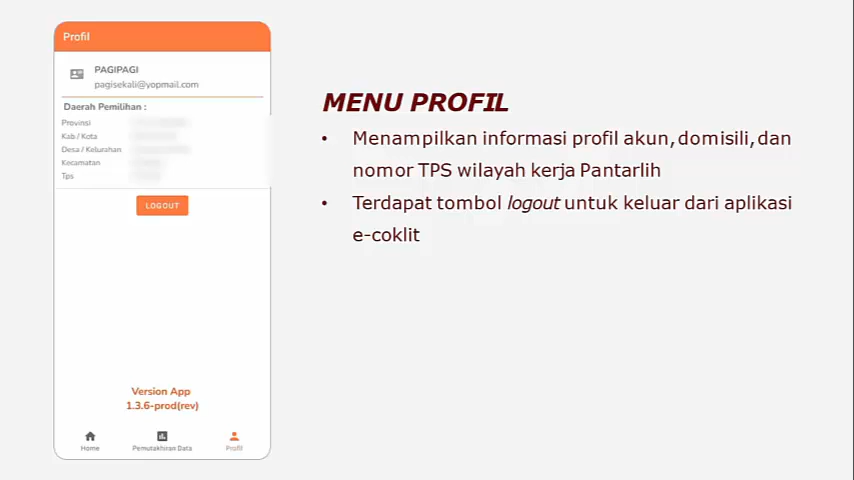 Profil
PAGIPAGI
pagisekali@yopmail.com
Daerah Pemilihan :
Provinsi
Kab / Kota
Desa / Kelurahan
Kecamatan
Tps
LOGOUT
Version App
1.3.6-prod(rev)
Home
Pemutakhiran Data
Profil
MENU PROFIL
• Menampilkan informasi profil akun, domisili, dan
nomor TPS wilayah kerja Pantarlih
• Terdapat tombol logout untuk keluar dari aplikasi
e-coklit